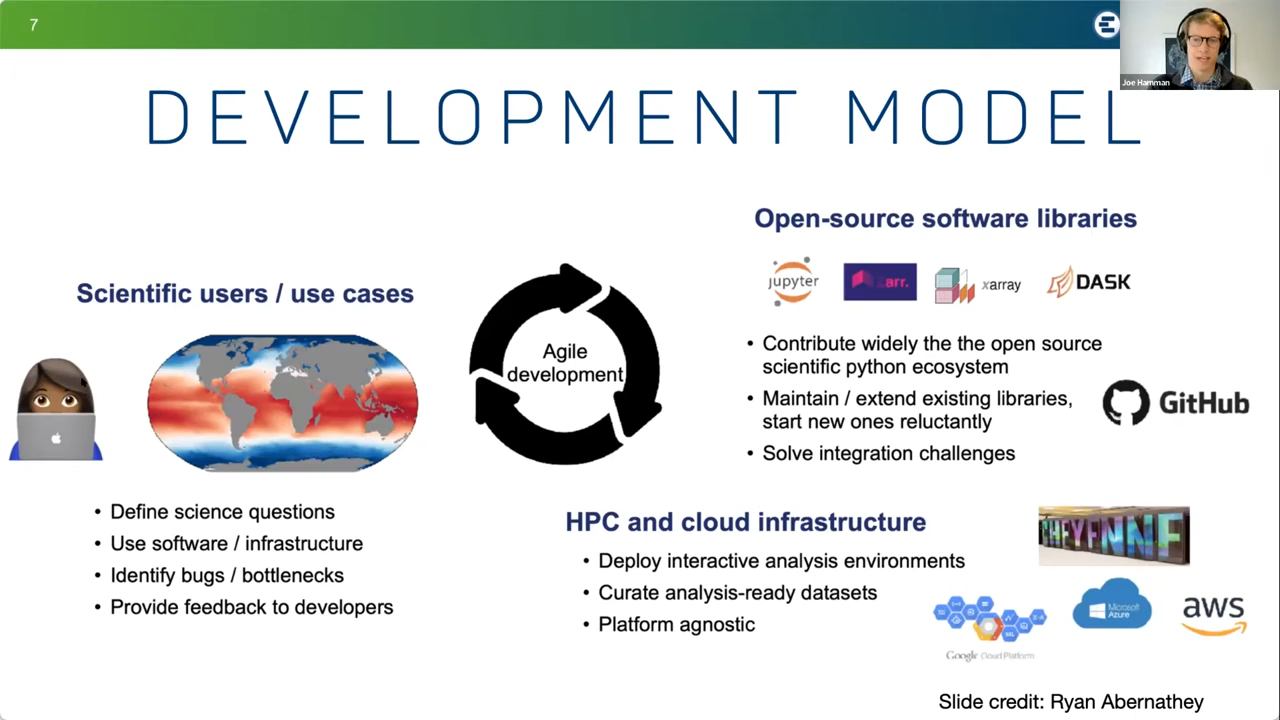 7
Joe Hamman
DEVELOPMENT MODEL
Scientific users / use cases
Define science questions
Use software / infrastructure
Identify bugs / bottlenecks
Provide feedback to developers
Agile
development
Open-source software libraries
jupyter
arr.
xarray
DASK
• Contribute widely the the open source
scientific python ecosystem
• Maintain / extend existing libraries,
start new ones reluctantly
• Solve integration challenges
GitHub
HPC and cloud infrastructure
• Deploy interactive analysis environments
• Curate analysis-ready datasets
• Platform agnostic
CHEYENNE
Microsoft
Azure
aws
Google Cloud Platform
Slide credit: Ryan Abernathey